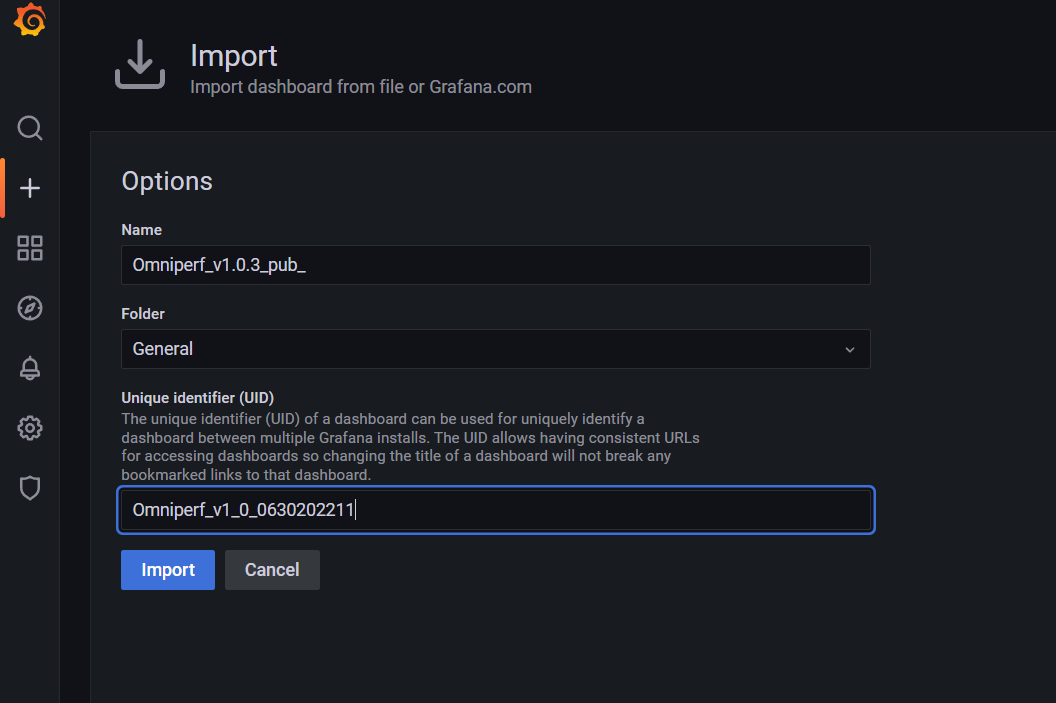 Import
Import dashboard from file or Grafana.com
Options
Name
Omniperf_v1.0.3_pub_
Folder
General
Unique identifier (UID)
The unique identifier (UID) of a dashboard can be used for uniquely identify a
dashboard between multiple Grafana installs. The UID allows having consistent URLs
for accessing dashboards so changing the title of a dashboard will not break any
bookmarked links to that dashboard.
Omniperf_v1_0_0630202211
Import Cancel